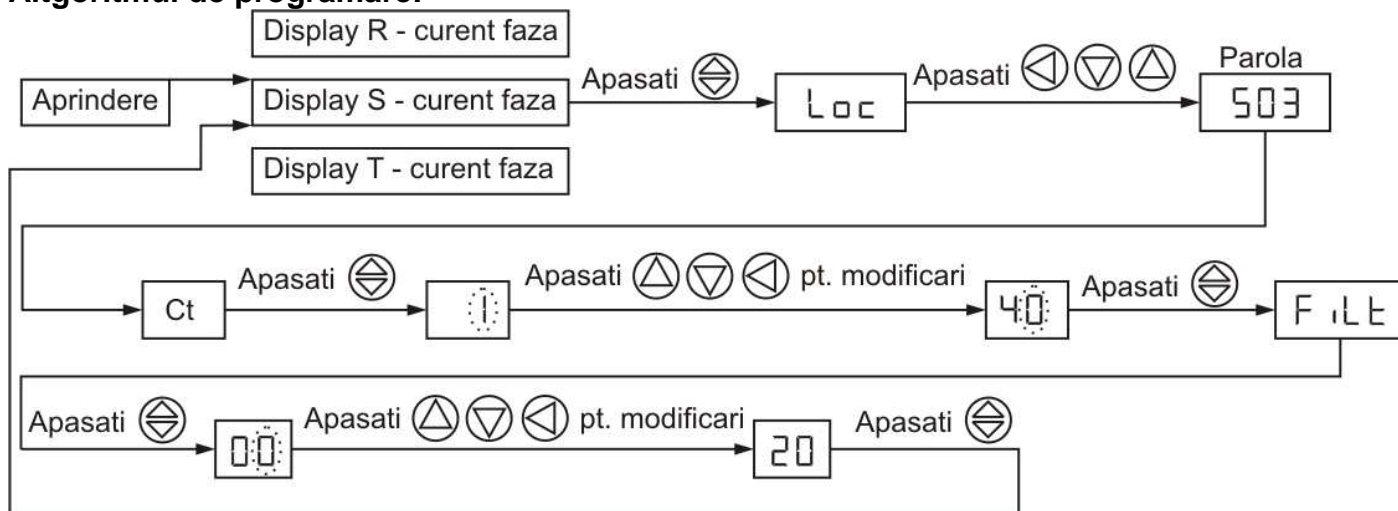 Altgoritmul de programare:
Display R - curent faza
Aprindere
Display S - curent faza
Apasati
Loc
Apasati
Parola
503
Display T - curent faza
Ct
Apasati
1
Apasati pt. modificari
40
Apasati
FiLt
Apasati
00
Apasati pt. modificari
20
Apasati